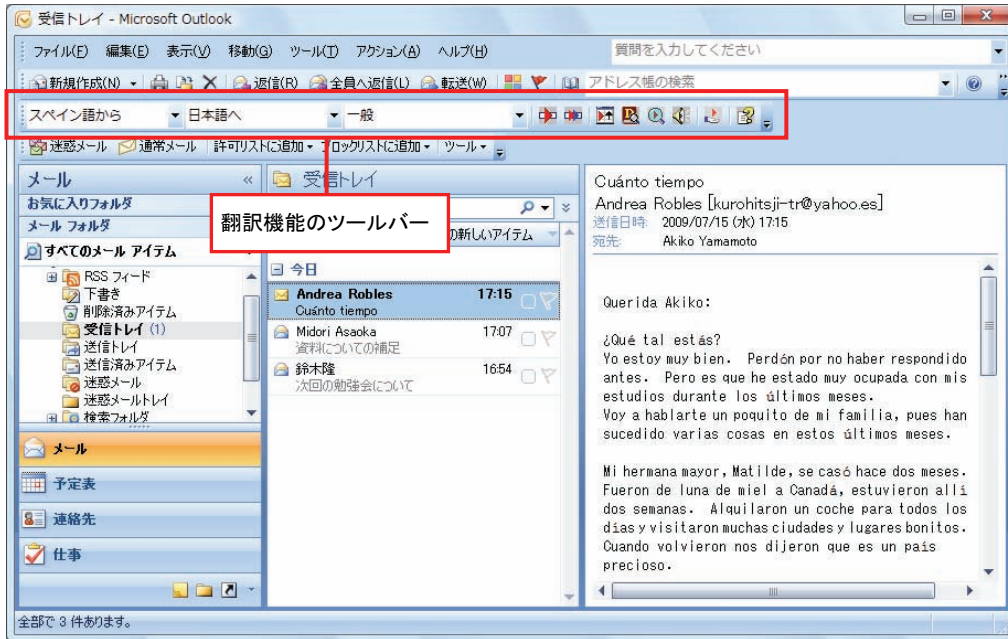 受信トレイ - Microsoft Outlook
ファイル(F) 編集(E) 表示(V) 移動(G) ツール(T) アクション(A) ヘルプ(H) 質問を入力してください
新規作成(N) 返信(R) 全員へ返信(L) 転送(W) アドレス帳の検索
スペイン語から 日本語へ 一般
迷惑メール 通常メール 許可リストに追加 ブロックリストに追加 ツール
翻訳機能のツールバー
メール
お気に入りフォルダ
メール フォルダ
すべてのメール アイテム
RSS フィード
下書き
削除済みアイテム
受信トレイ (1)
送信トレイ
送信済みアイテム
迷惑メール
迷惑メールトレイ
検索フォルダ
メール
予定表
連絡先
仕事
受信トレイ
の新しいアイテム
今日
Andrea Robles 17:15
Cuánto tiempo
Midori Asaoka 17:07
資料についての補足
鈴木隆 16:54
次回の勉強会について
Cuánto tiempo
Andrea Robles [kurohitsji-tr@yahoo.es]
送信日時: 2009/07/15 (水) 17:15
宛先: Akiko Yamamoto
Querida Akiko:
¿Qué tal estás?
Yo estoy muy bien. Perdón por no haber respondido
antes. Pero es que he estado muy ocupada con mis
estudios durante los últimos meses.
Voy a hablarte un poquito de mi familia, pues han
sucedido varias cosas en estos últimos meses.
Mi hermana mayor, Matilde, se casó hace dos meses.
Fueron de luna de miel a Canadá, estuvieron allí
dos semanas. Alquilaron un coche para todos los
días y visitaron muchas ciudades y lugares bonitos.
Cuando volvieron nos dijeron que es un país
precioso.
全部で 3 件あります。